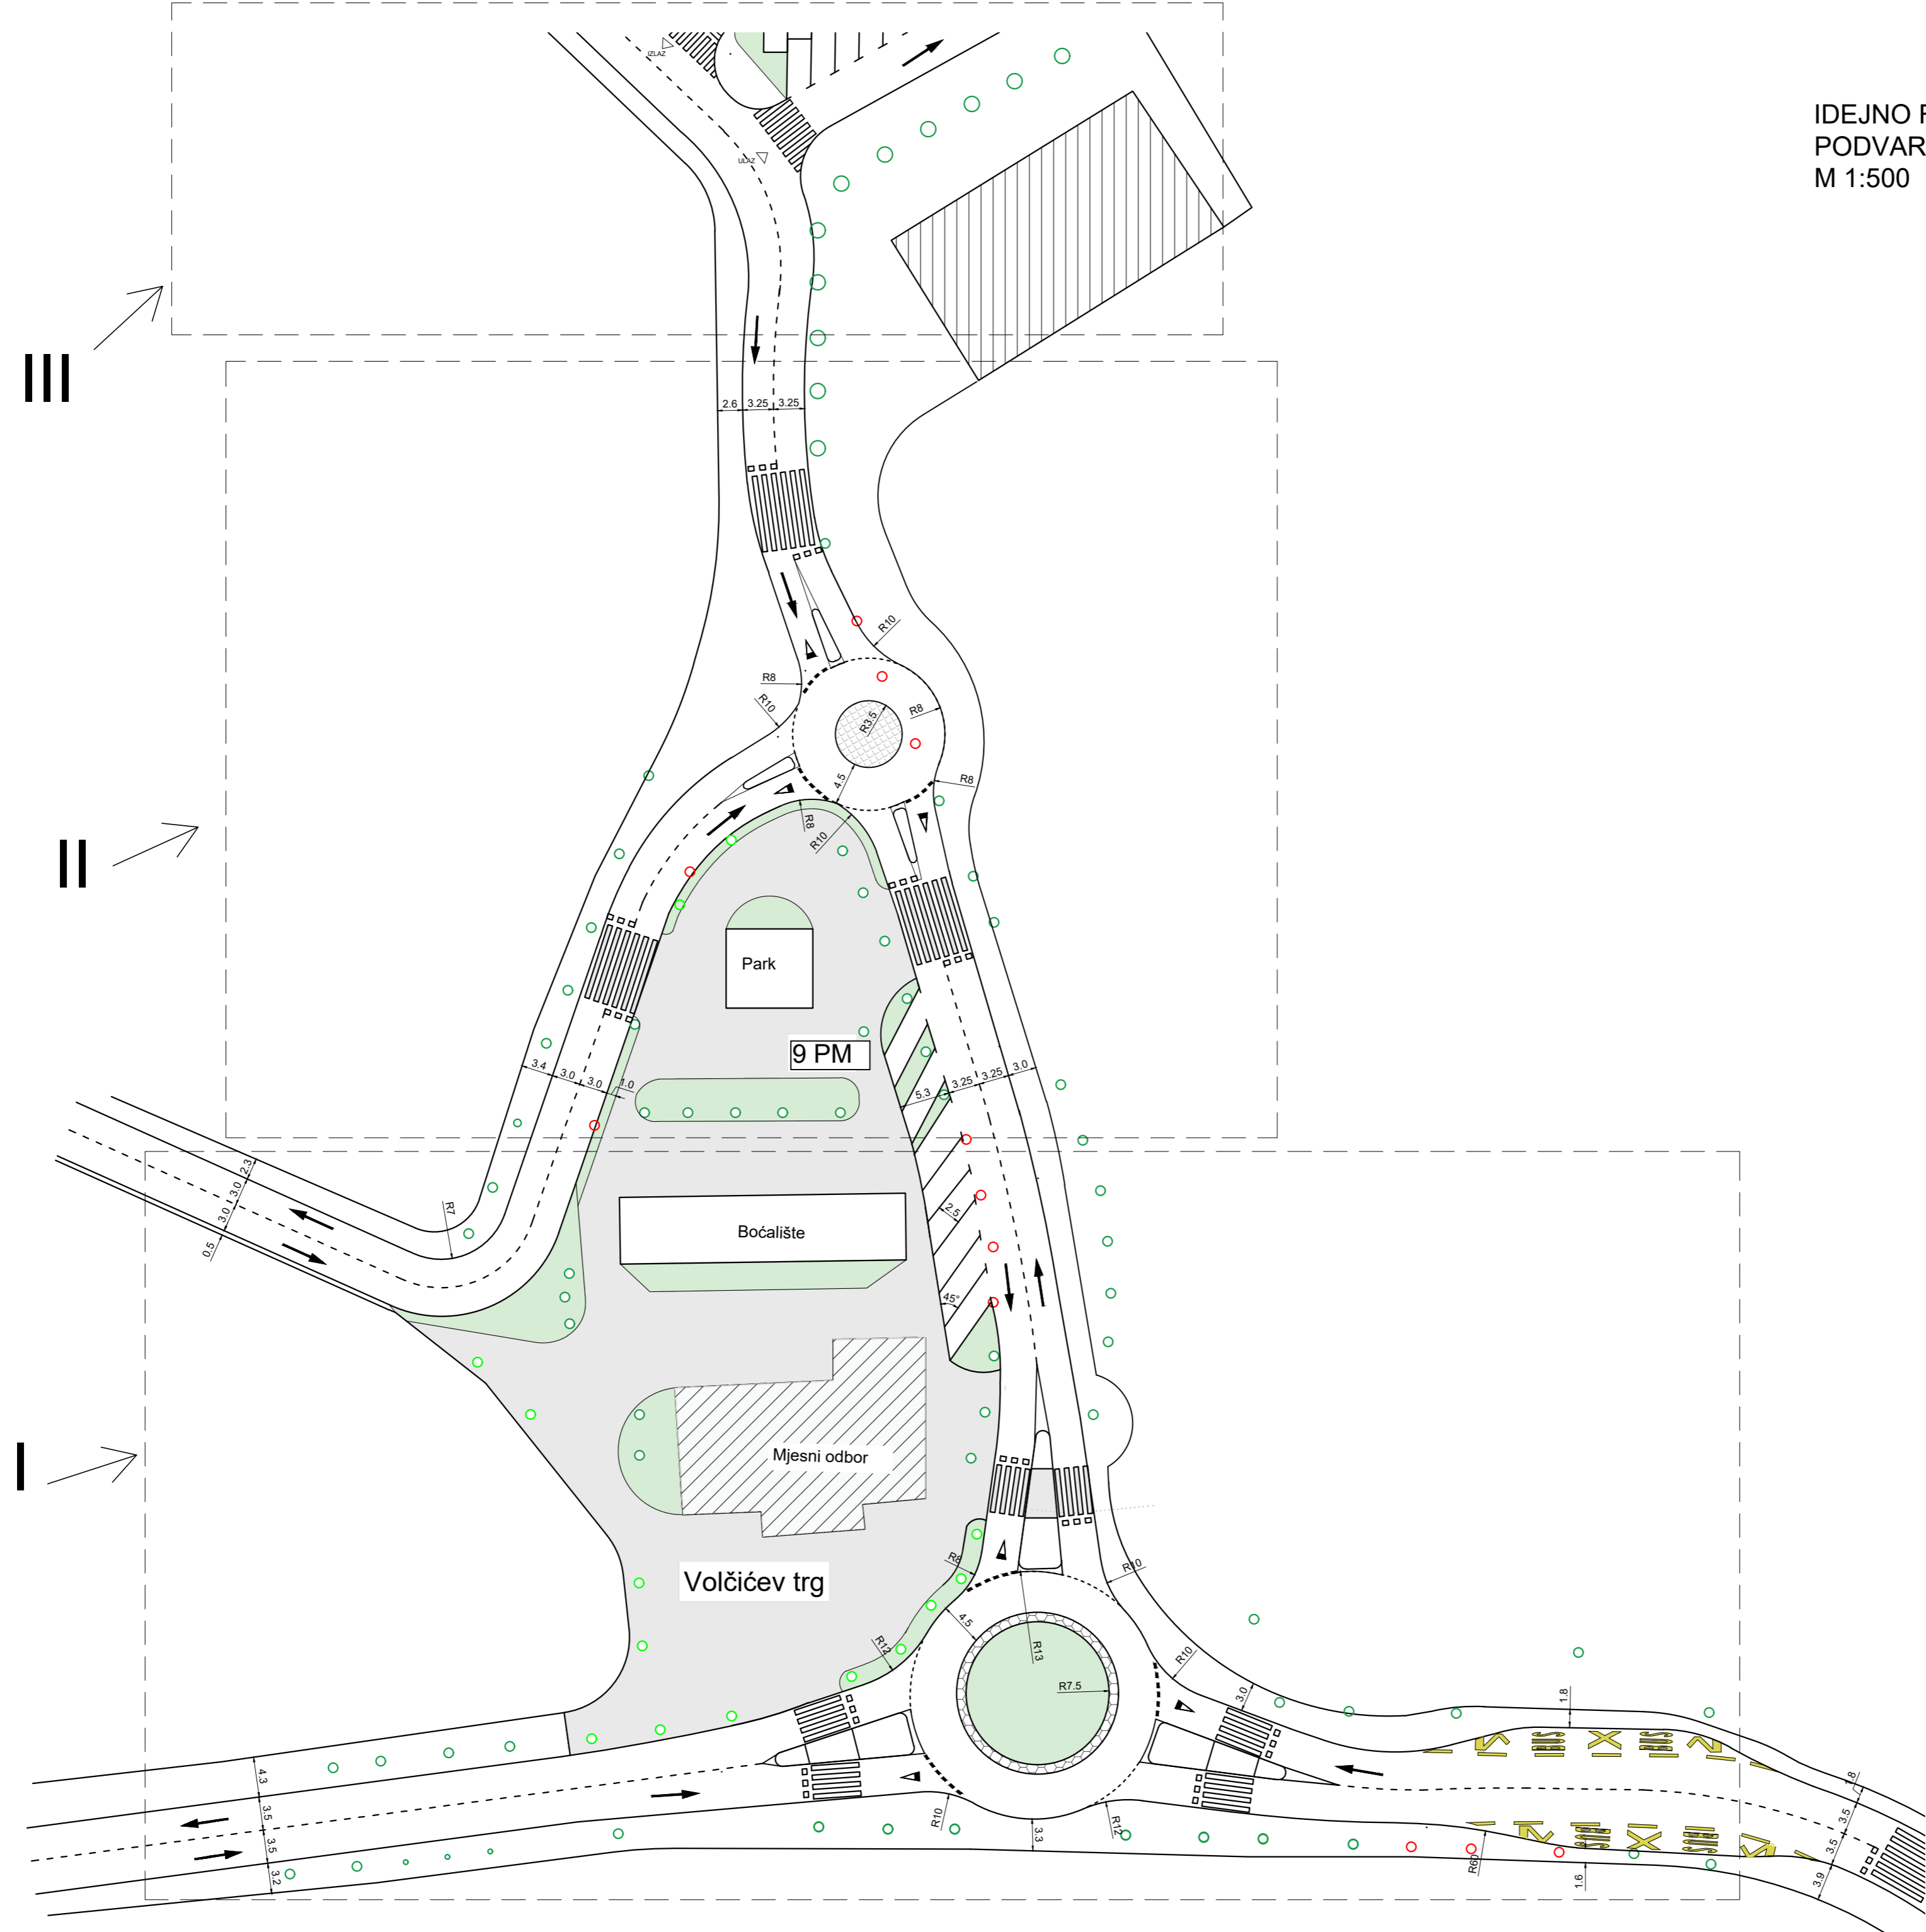 IZLAZ
ULAZ
IDEJNO
PODVAR
M 1:500
III
2.6 3.25 3.25
R10
R8
R10
R3.5
R8
4.5
R8
R8
R10
II
Park
9 PM
3.4 3.0 3.0 1.0
5.3 3.25 3.25 3.0
2.3
3.0
3.0
0.5
R7
2.5
Boćalište
45°
I
Mjesni odbor
Volčićev trg
R8
R10
4.5
R13
R12
R10
R7.5
3.0
1.8
4.3
3.5
3.5
3.2
R10
3.3
R12
R60
1.6
1.8
3.5
3.5
3.9